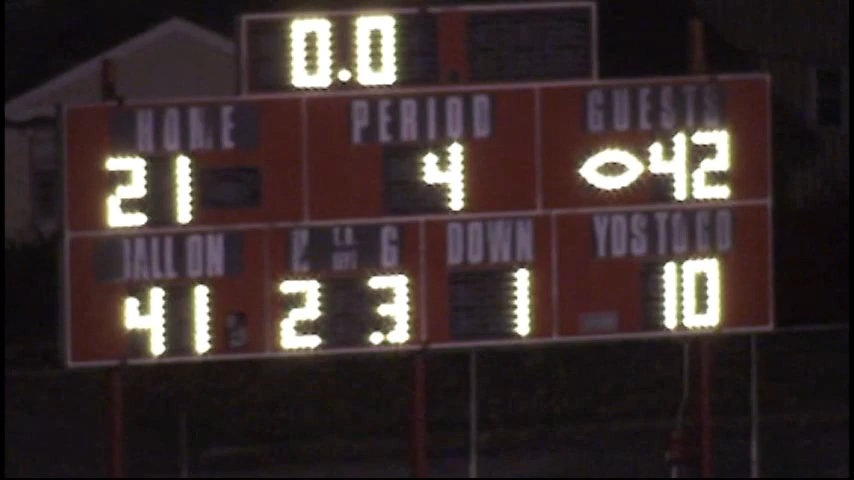 0.0
HOME PERIOD GUESTS
21 4 42
BALL ON G DOWN YDS TO GO
41 2 .3 1 10